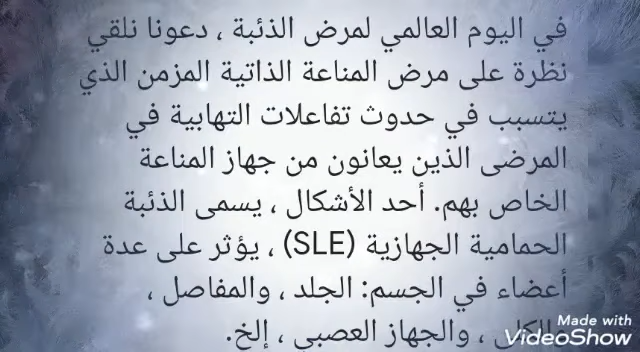 في اليوم العالمي لمرض الذئبة ، دعونا نلقي
نظرة على مرض المناعة الذاتية المزمن الذي
يتسبب في حدوث تفاعلات التهابية في
المرضى الذين يعانون من جهاز المناعة
الخاص بهم. أحد الأشكال ، يسمى الذئبة
الحمامية الجهازية (SLE) ، يؤثر على عدة
أعضاء في الجسم: الجلد ، والمفاصل ،
، والجهاز العصبي ، إلخ.
Made with
VideoShow